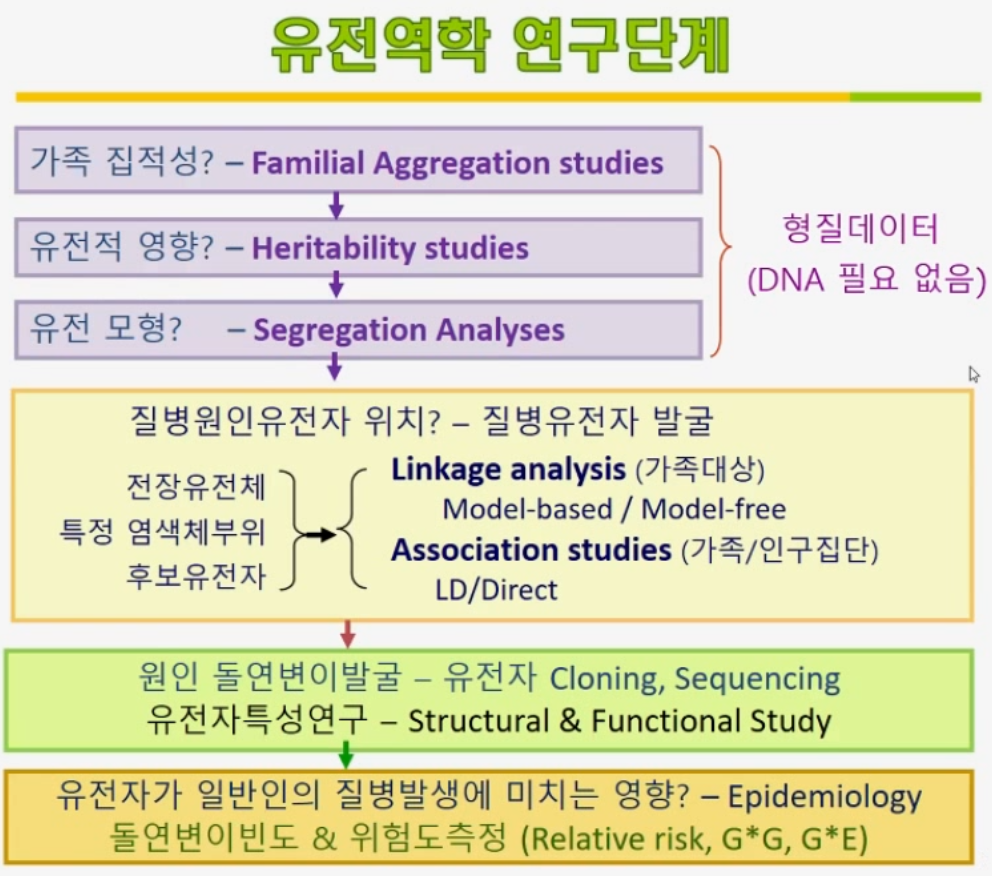 유전역학 연구단계
가족 집적성? – Familial Aggregation studies
유전적 영향? – Heritability studies
유전 모형? – Segregation Analyses
형질데이터
(DNA 필요 없음)
질병원인유전자 위치? – 질병유전자 발굴
전장유전체
특정 염색체부위
후보유전자
Linkage analysis (가족대상)
Model-based / Model-free
Association studies (가족/인구집단)
LD/Direct
원인 돌연변이발굴 – 유전자 Cloning, Sequencing
유전자특성연구 – Structural & Functional Study
유전자가 일반인의 질병발생에 미치는 영향? – Epidemiology
돌연변이빈도 & 위험도측정 (Relative risk, G*G, G*E)